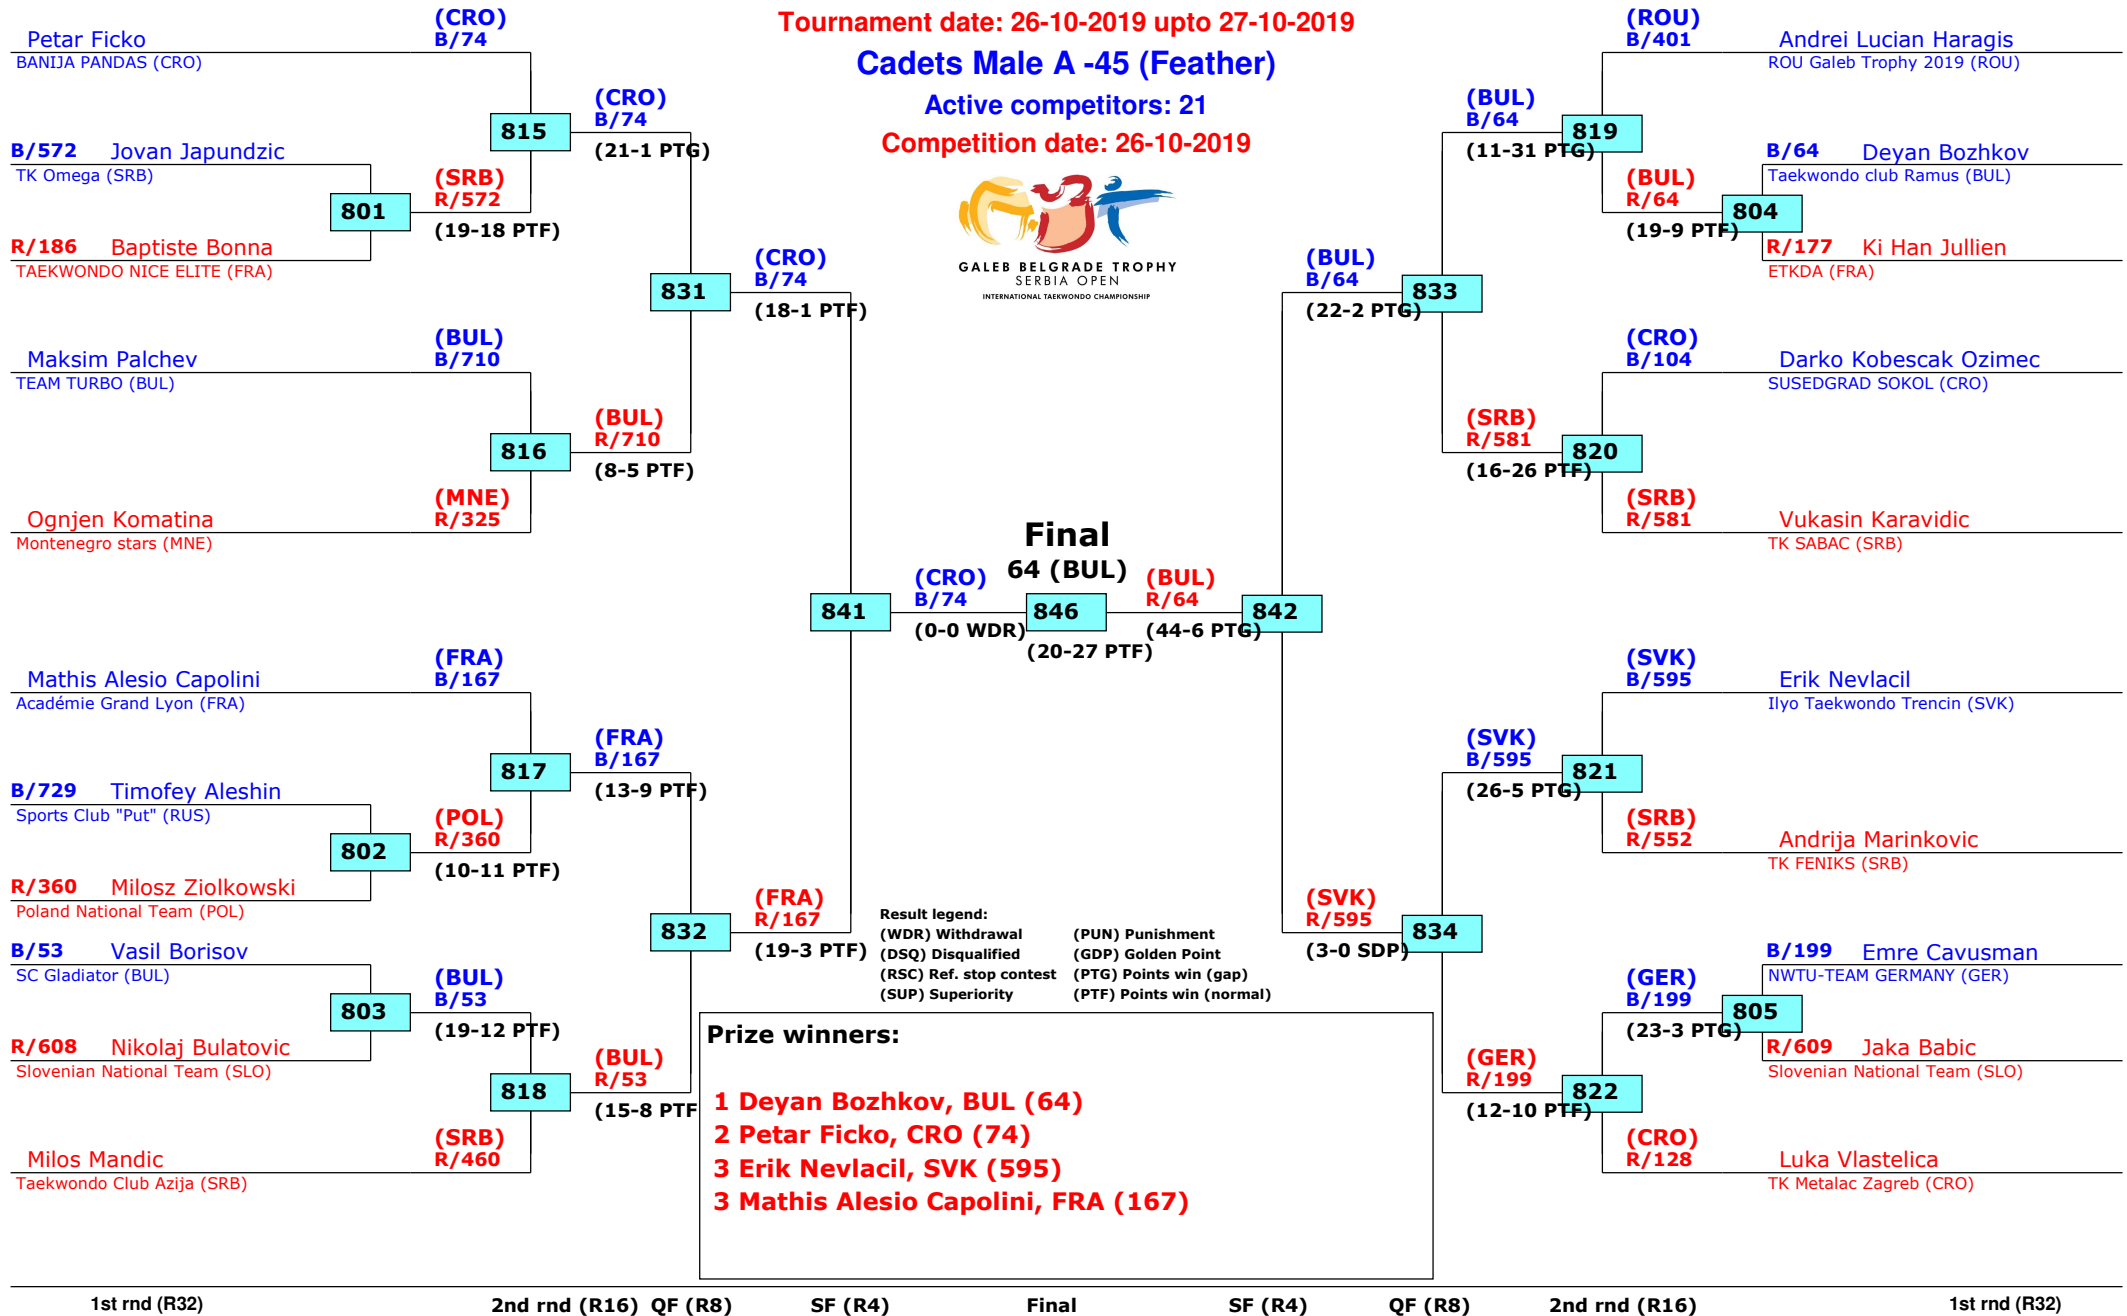 Tournament date: 26-10-2019 upto 27-10-2019
Cadets Male A -45 (Feather)
Active competitors: 21
Competition date: 26-10-2019
GALEB BELGRADE TROPHY
SERBIA OPEN
INTERNATIONAL TAEKWONDO CHAMPIONSHIP
Petar Ficko
BANIJA PANDAS (CRO)
(CRO)
B/74
B/572 Jovan Japundzic
TK Omega (SRB)
801
R/186 Baptiste Bonna
TAEKWONDO NICE ELITE (FRA)
(SRB)
R/572
(19-18 PTF)
815
(CRO)
B/74
(21-1 PTG)
Maksim Palchev
TEAM TURBO (BUL)
(BUL)
B/710
816
(BUL)
R/710
(8-5 PTF)
Ognjen Komatina
Montenegro stars (MNE)
(MNE)
R/325
831
(CRO)
B/74
(18-1 PTF)
Mathis Alesio Capolini
Académie Grand Lyon (FRA)
(FRA)
B/167
B/729 Timofey Aleshin
Sports Club "Put" (RUS)
802
R/360 Milosz Ziolkowski
Poland National Team (POL)
(POL)
R/360
(10-11 PTF)
817
(FRA)
B/167
(13-9 PTF)
B/53 Vasil Borisov
SC Gladiator (BUL)
803
R/608 Nikolaj Bulatovic
Slovenian National Team (SLO)
(BUL)
B/53
(19-12 PTF)
818
(BUL)
R/53
(15-8 PTF
Milos Mandic
Taekwondo Club Azija (SRB)
(SRB)
R/460
832
(FRA)
R/167
(19-3 PTF)
841
(CRO)
B/74
(0-0 WDR)
Final
64 (BUL)
846
(20-27 PTF)
(BUL)
R/64
(44-6 PTG)
842
(BUL)
B/64
(22-2 PTG)
833
(BUL)
B/64
(11-31 PTG)
819
(ROU)
B/401
Andrei Lucian Haragis
ROU Galeb Trophy 2019 (ROU)
(BUL)
R/64
(19-9 PTF)
804
B/64 Deyan Bozhkov
Taekwondo club Ramus (BUL)
R/177 Ki Han Jullien
ETKDA (FRA)
(SRB)
R/581
(16-26 PTF)
820
(CRO)
B/104
Darko Kobescak Ozimec
SUSEDGRAD SOKOL (CRO)
(SRB)
R/581
Vukasin Karavidic
TK SABAC (SRB)
(SVK)
R/595
(3-0 SDP)
834
(SVK)
B/595
(26-5 PTG)
821
(SVK)
B/595
Erik Nevlacil
Ilyo Taekwondo Trencin (SVK)
(SRB)
R/552
Andrija Marinkovic
TK FENIKS (SRB)
(GER)
R/199
(12-10 PTF)
822
(GER)
B/199
(23-3 PTG)
805
B/199 Emre Cavusman
NWTU-TEAM GERMANY (GER)
R/609 Jaka Babic
Slovenian National Team (SLO)
(CRO)
R/128
Luka Vlastelica
TK Metalac Zagreb (CRO)
Result legend:
(WDR) Withdrawal (PUN) Punishment
(DSQ) Disqualified (GDP) Golden Point
(RSC) Ref. stop contest (PTG) Points win (gap)
(SUP) Superiority (PTF) Points win (normal)
Prize winners:
1 Deyan Bozhkov, BUL (64)
2 Petar Ficko, CRO (74)
3 Erik Nevlacil, SVK (595)
3 Mathis Alesio Capolini, FRA (167)
1st rnd (R32) 2nd rnd (R16) QF (R8) SF (R4) Final SF (R4) QF (R8) 2nd rnd (R16) 1st rnd (R32)